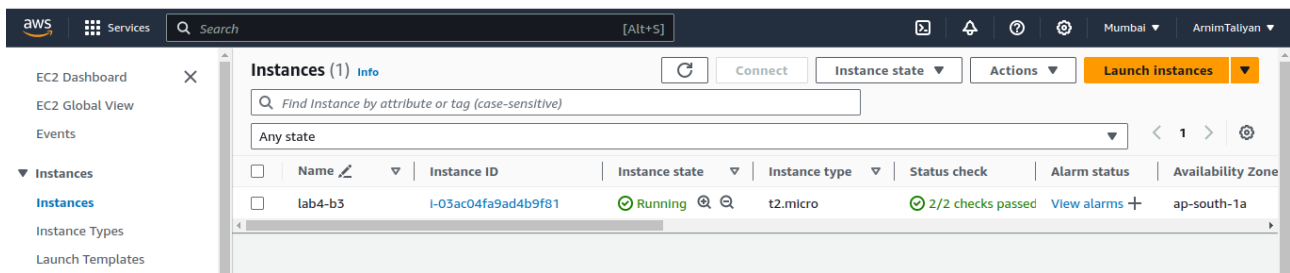 aws Services Search [Alt+S] Mumbai ▼ ArnimTaliyan ▼
EC2 Dashboard
EC2 Global View
Events
▼ Instances
Instances
Instance Types
Launch Templates
Instances (1) Info Connect Instance state ▼ Actions ▼ Launch instances ▼
Find Instance by attribute or tag (case-sensitive)
Any state ▼ < 1 >
Name Instance ID Instance state Instance type Status check Alarm status Availability Zone
lab4-b3 i-03ac04fa9ad4b9f81 Running t2.micro 2/2 checks passed View alarms + ap-south-1a